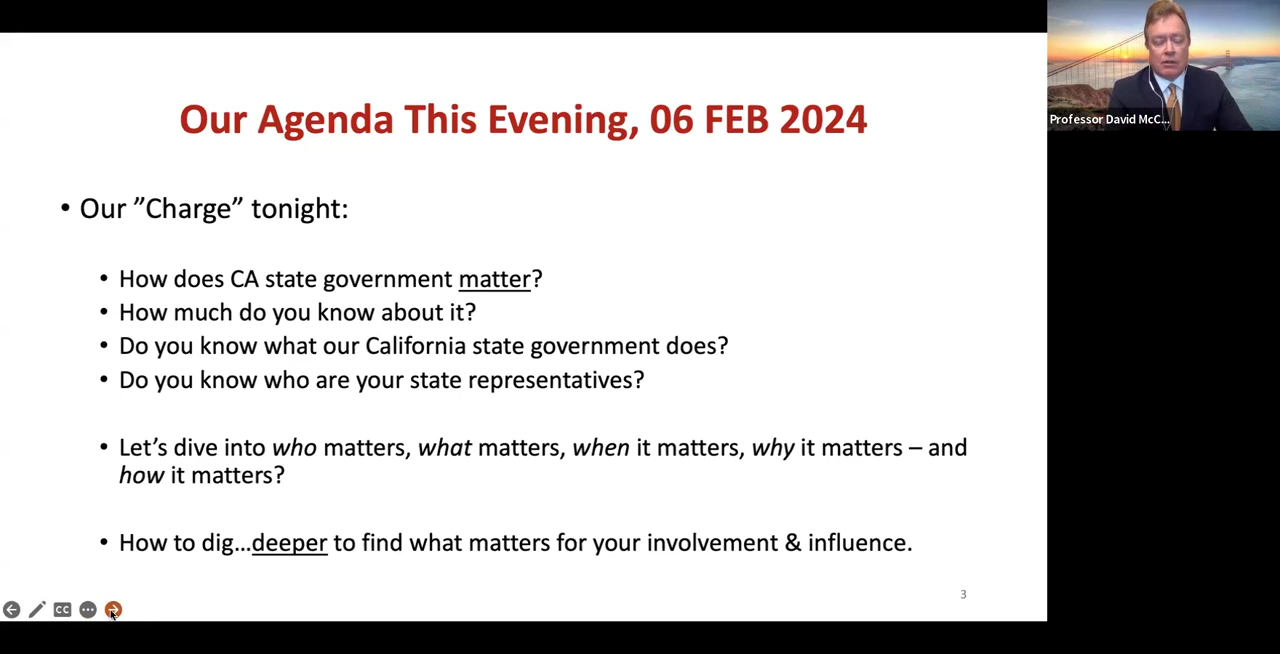 Our Agenda This Evening, 06 FEB 2024
• Our ”Charge” tonight:
• How does CA state government matter?
• How much do you know about it?
• Do you know what our California state government does?
• Do you know who are your state representatives?
• Let’s dive into who matters, what matters, when it matters, why it matters – and
how it matters?
• How to dig…deeper to find what matters for your involvement & influence.
3
CC
Professor David McC...